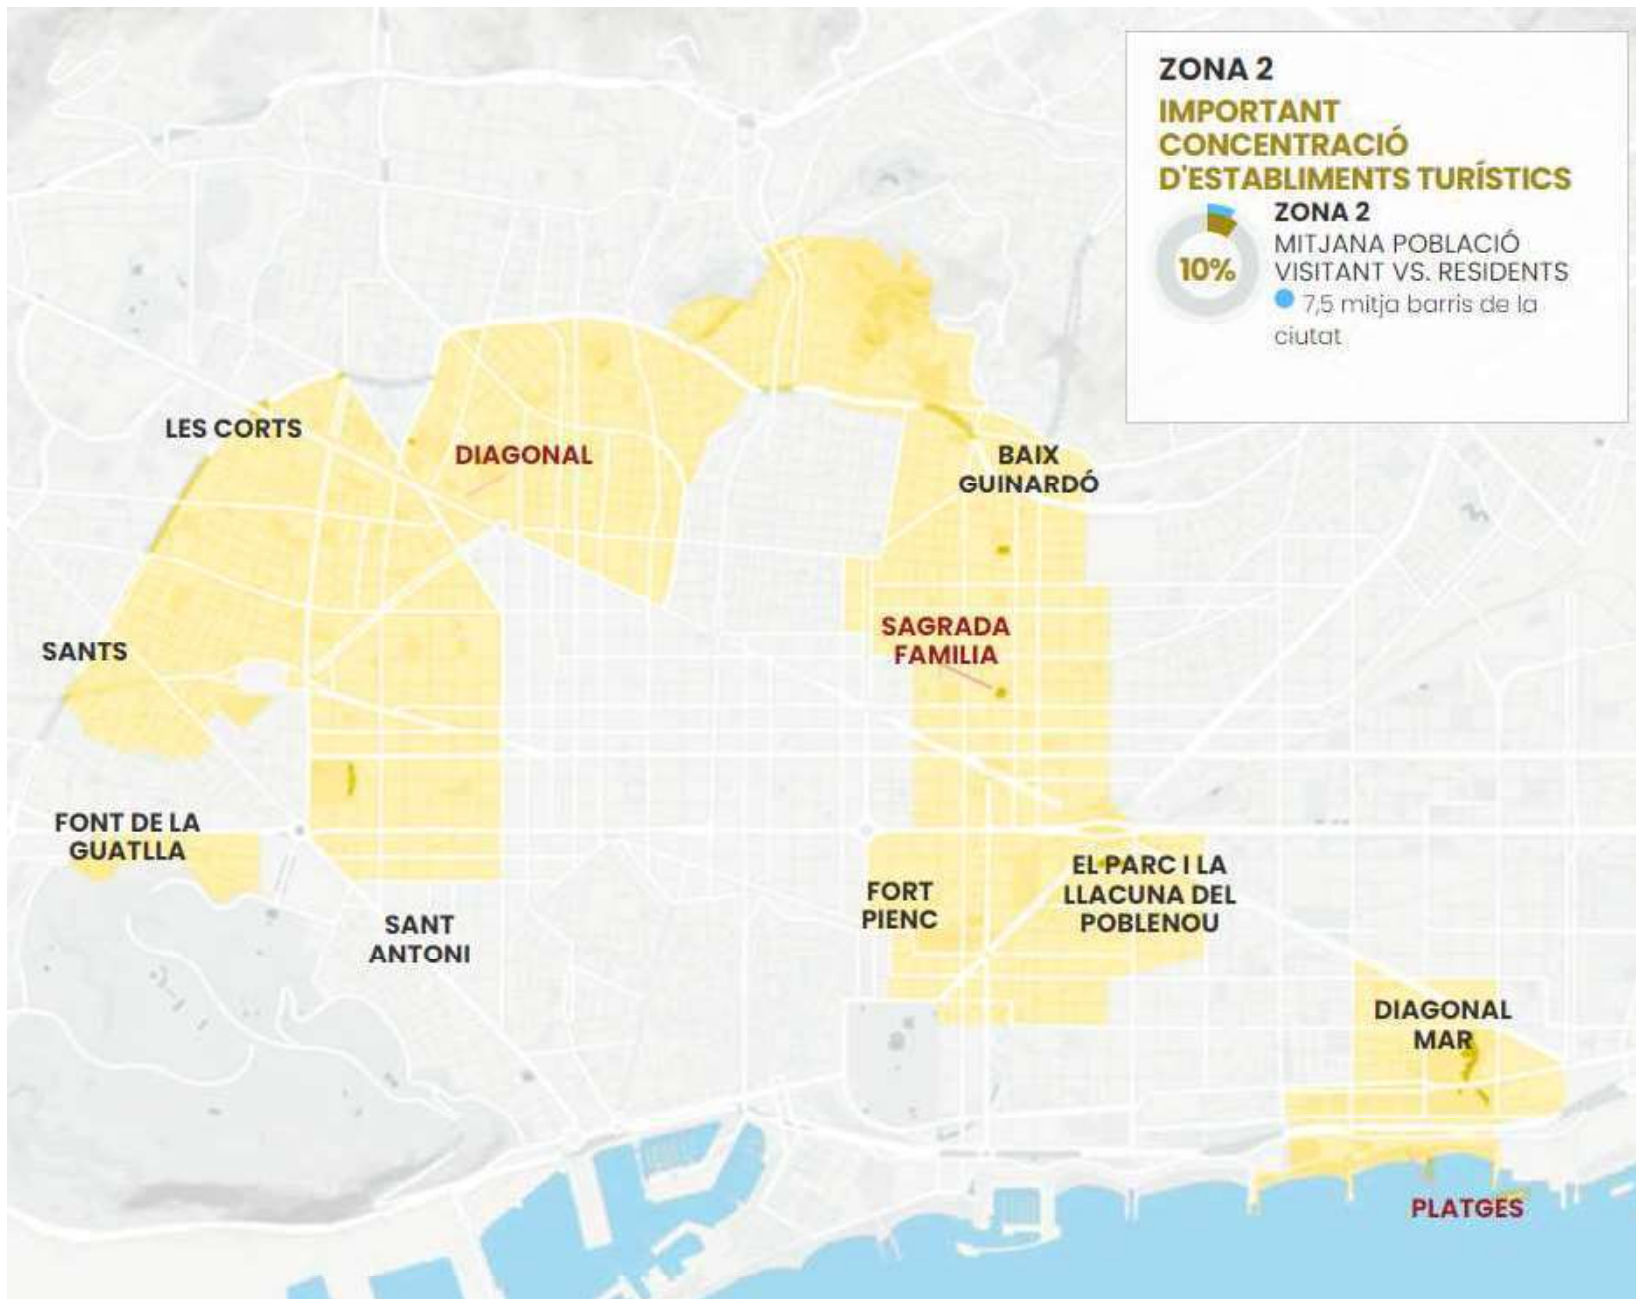 ZONA 2
IMPORTANT
CONCENTRACIÓ
D'ESTABLIMENTS TURÍSTICS
ZONA 2
MITJANA POBLACIÓ
VISITANT VS. RESIDENTS
10%
7,5 mitja barris de la
ciutat
LES CORTS
DIAGONAL
BAIX
GUINARDÓ
SAGRADA
FAMILIA
SANTS
FONT DE LA
GUATLLA
SANT
ANTONI
FORT
PIENC
EL PARC I LA
LLACUNA DEL
POBLENOU
DIAGONAL
MAR
PLATGES